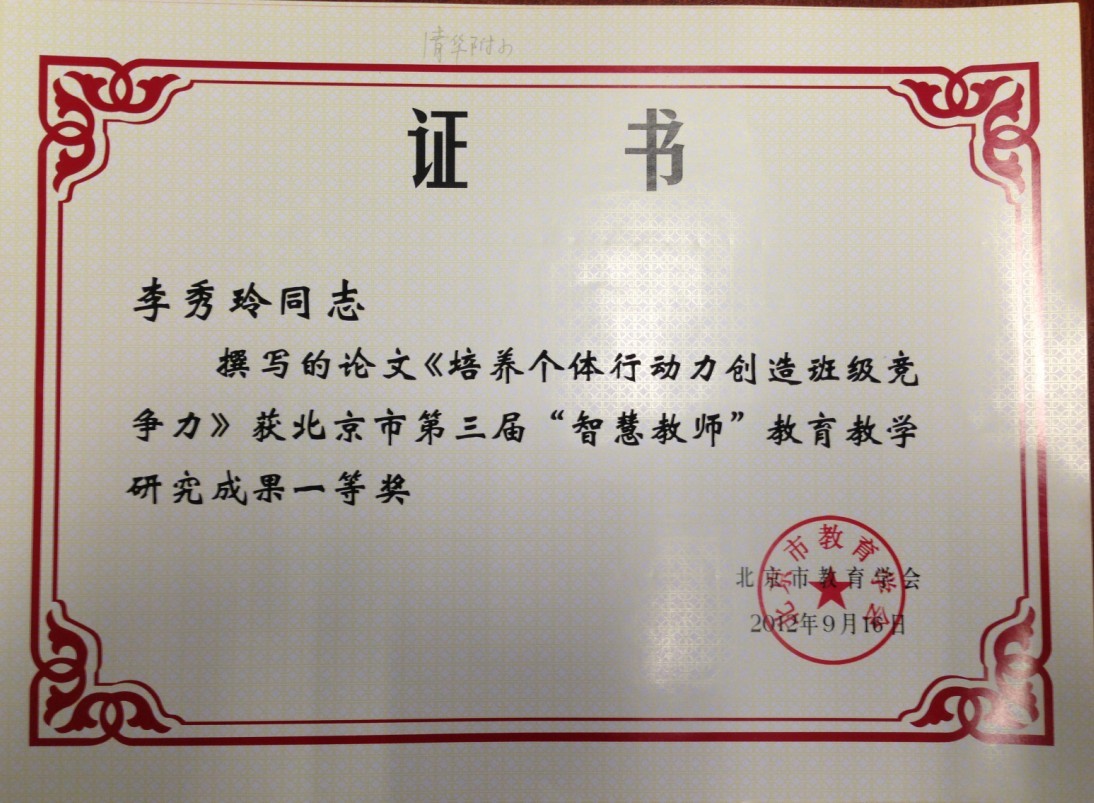 清华附小
证 书
李秀玲同志
撰写的论文《培养个体行动力创造班级竞
争力》获北京市第三届“智慧教师”教育教学
研究成果一等奖
北京市教育学会
北京市教育学会
2012年9月16日